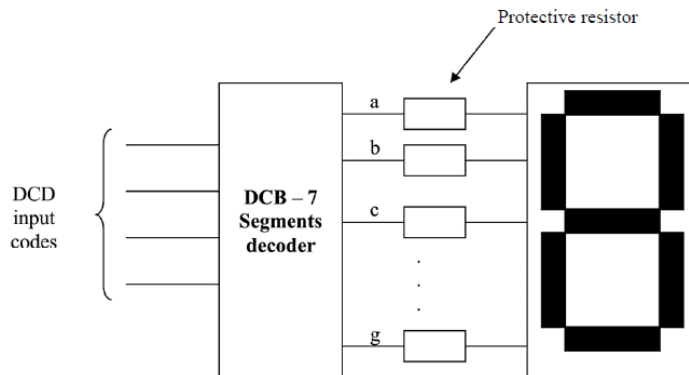 Protective resistor
a
b
DCD
input
codes
DCB – 7
Segments
decoder
c
.
.
.
g